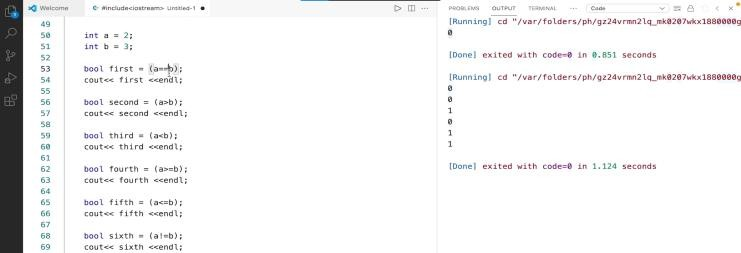 Welcome
#include<iostream> Untitled-1
PROBLEMS OUTPUT TERMINAL ... Code
49
50 int a = 2;
51 int b = 3;
52
53 bool first = (a==b);
54 cout<< first <<endl;
55
56 bool second = (a>b);
57 cout<< second <<endl;
58
59 bool third = (a<b);
60 cout<< third <<endl;
61
62 bool fourth = (a>=b);
63 cout<< fourth <<endl;
64
65 bool fifth = (a<=b);
66 cout<< fifth <<endl;
67
68 bool sixth = (a!=b);
69 cout<< sixth <<endl;
[Running] cd "/var/folders/ph/gz24vrmn2lq_mk0207wkx1880000g
0
[Done] exited with code=0 in 0.851 seconds
[Running] cd "/var/folders/ph/gz24vrmn2lq_mk0207wkx1880000g
0
0
1
0
1
1
[Done] exited with code=0 in 1.124 seconds